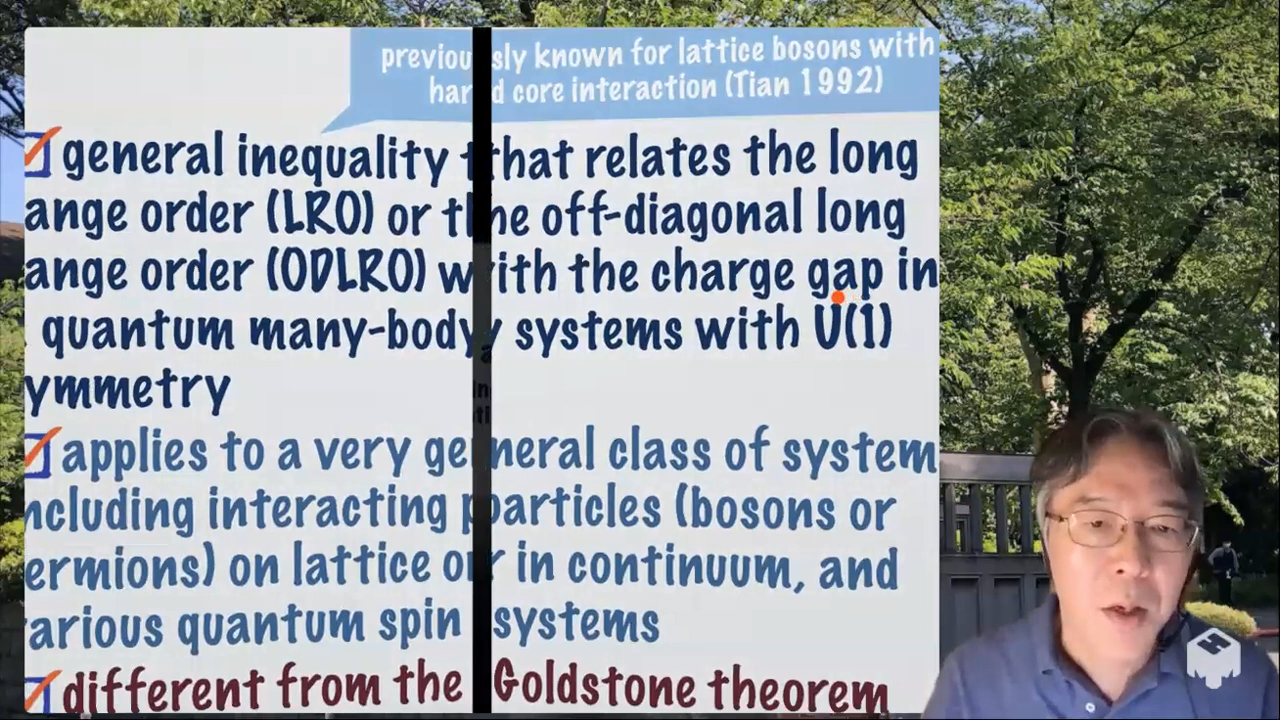 previously known for lattice bosons with
hard core interaction (Tian 1992)
general inequality that relates the long
ange order (LRO) or the off-diagonal long
ange order (ODLRO) with the charge gap in
quantum many-body systems with U(1)
ymmetry
applies to a very general class of system
ncluding interacting particles (bosons or
ermions) on lattice or in continuum, and
arious quantum spin systems
different from the Goldstone theorem